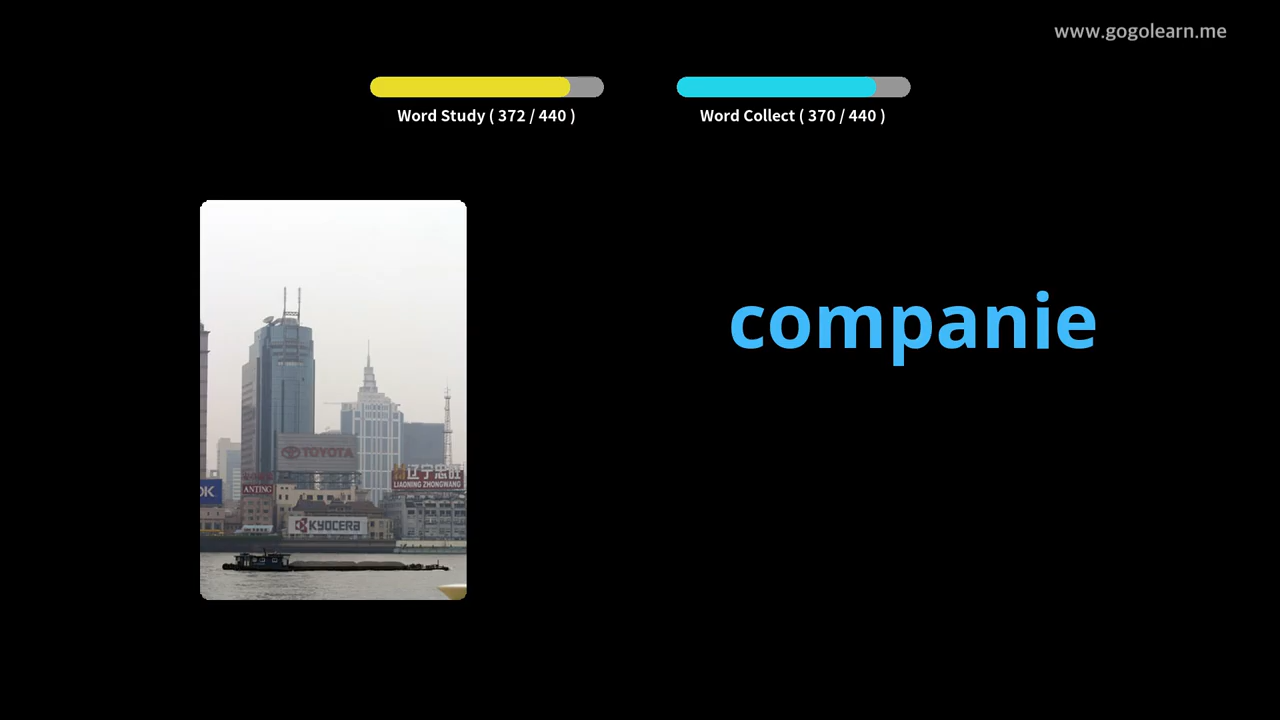 www.gogolearn.me
Word Study ( 372 / 440 )
Word Collect ( 370 / 440 )
companie
TOYOTA
辽宁忠旺
LIAONING ZHONGWANG
OK
ANTING
KYOCERA